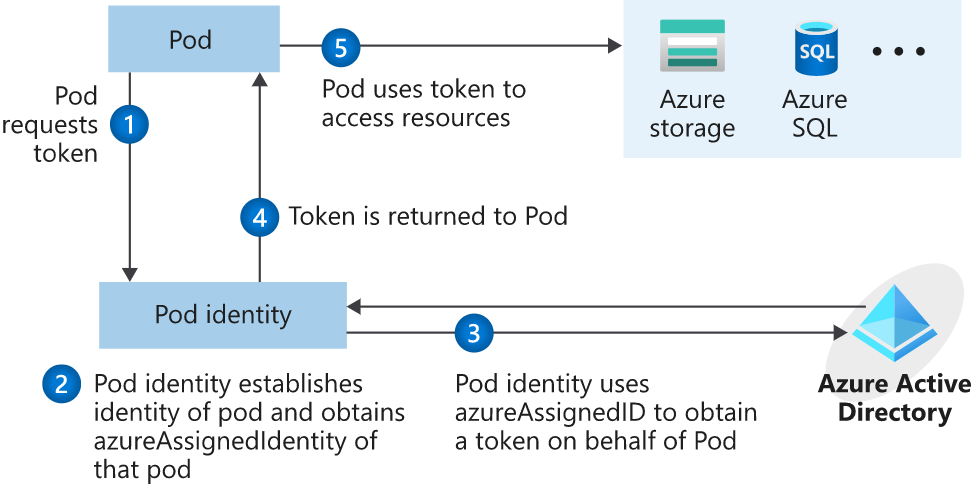 Pod
5
Pod uses token to
access resources
SQL
Azure
storage
Azure
SQL
Pod
requests
token
1
4
Token is returned to Pod
Pod identity
3
2
Pod identity establishes
identity of pod and obtains
azureAssignedIdentity of
that pod
Pod identity uses
azureAssignedID to obtain
a token on behalf of Pod
Azure Active
Directory